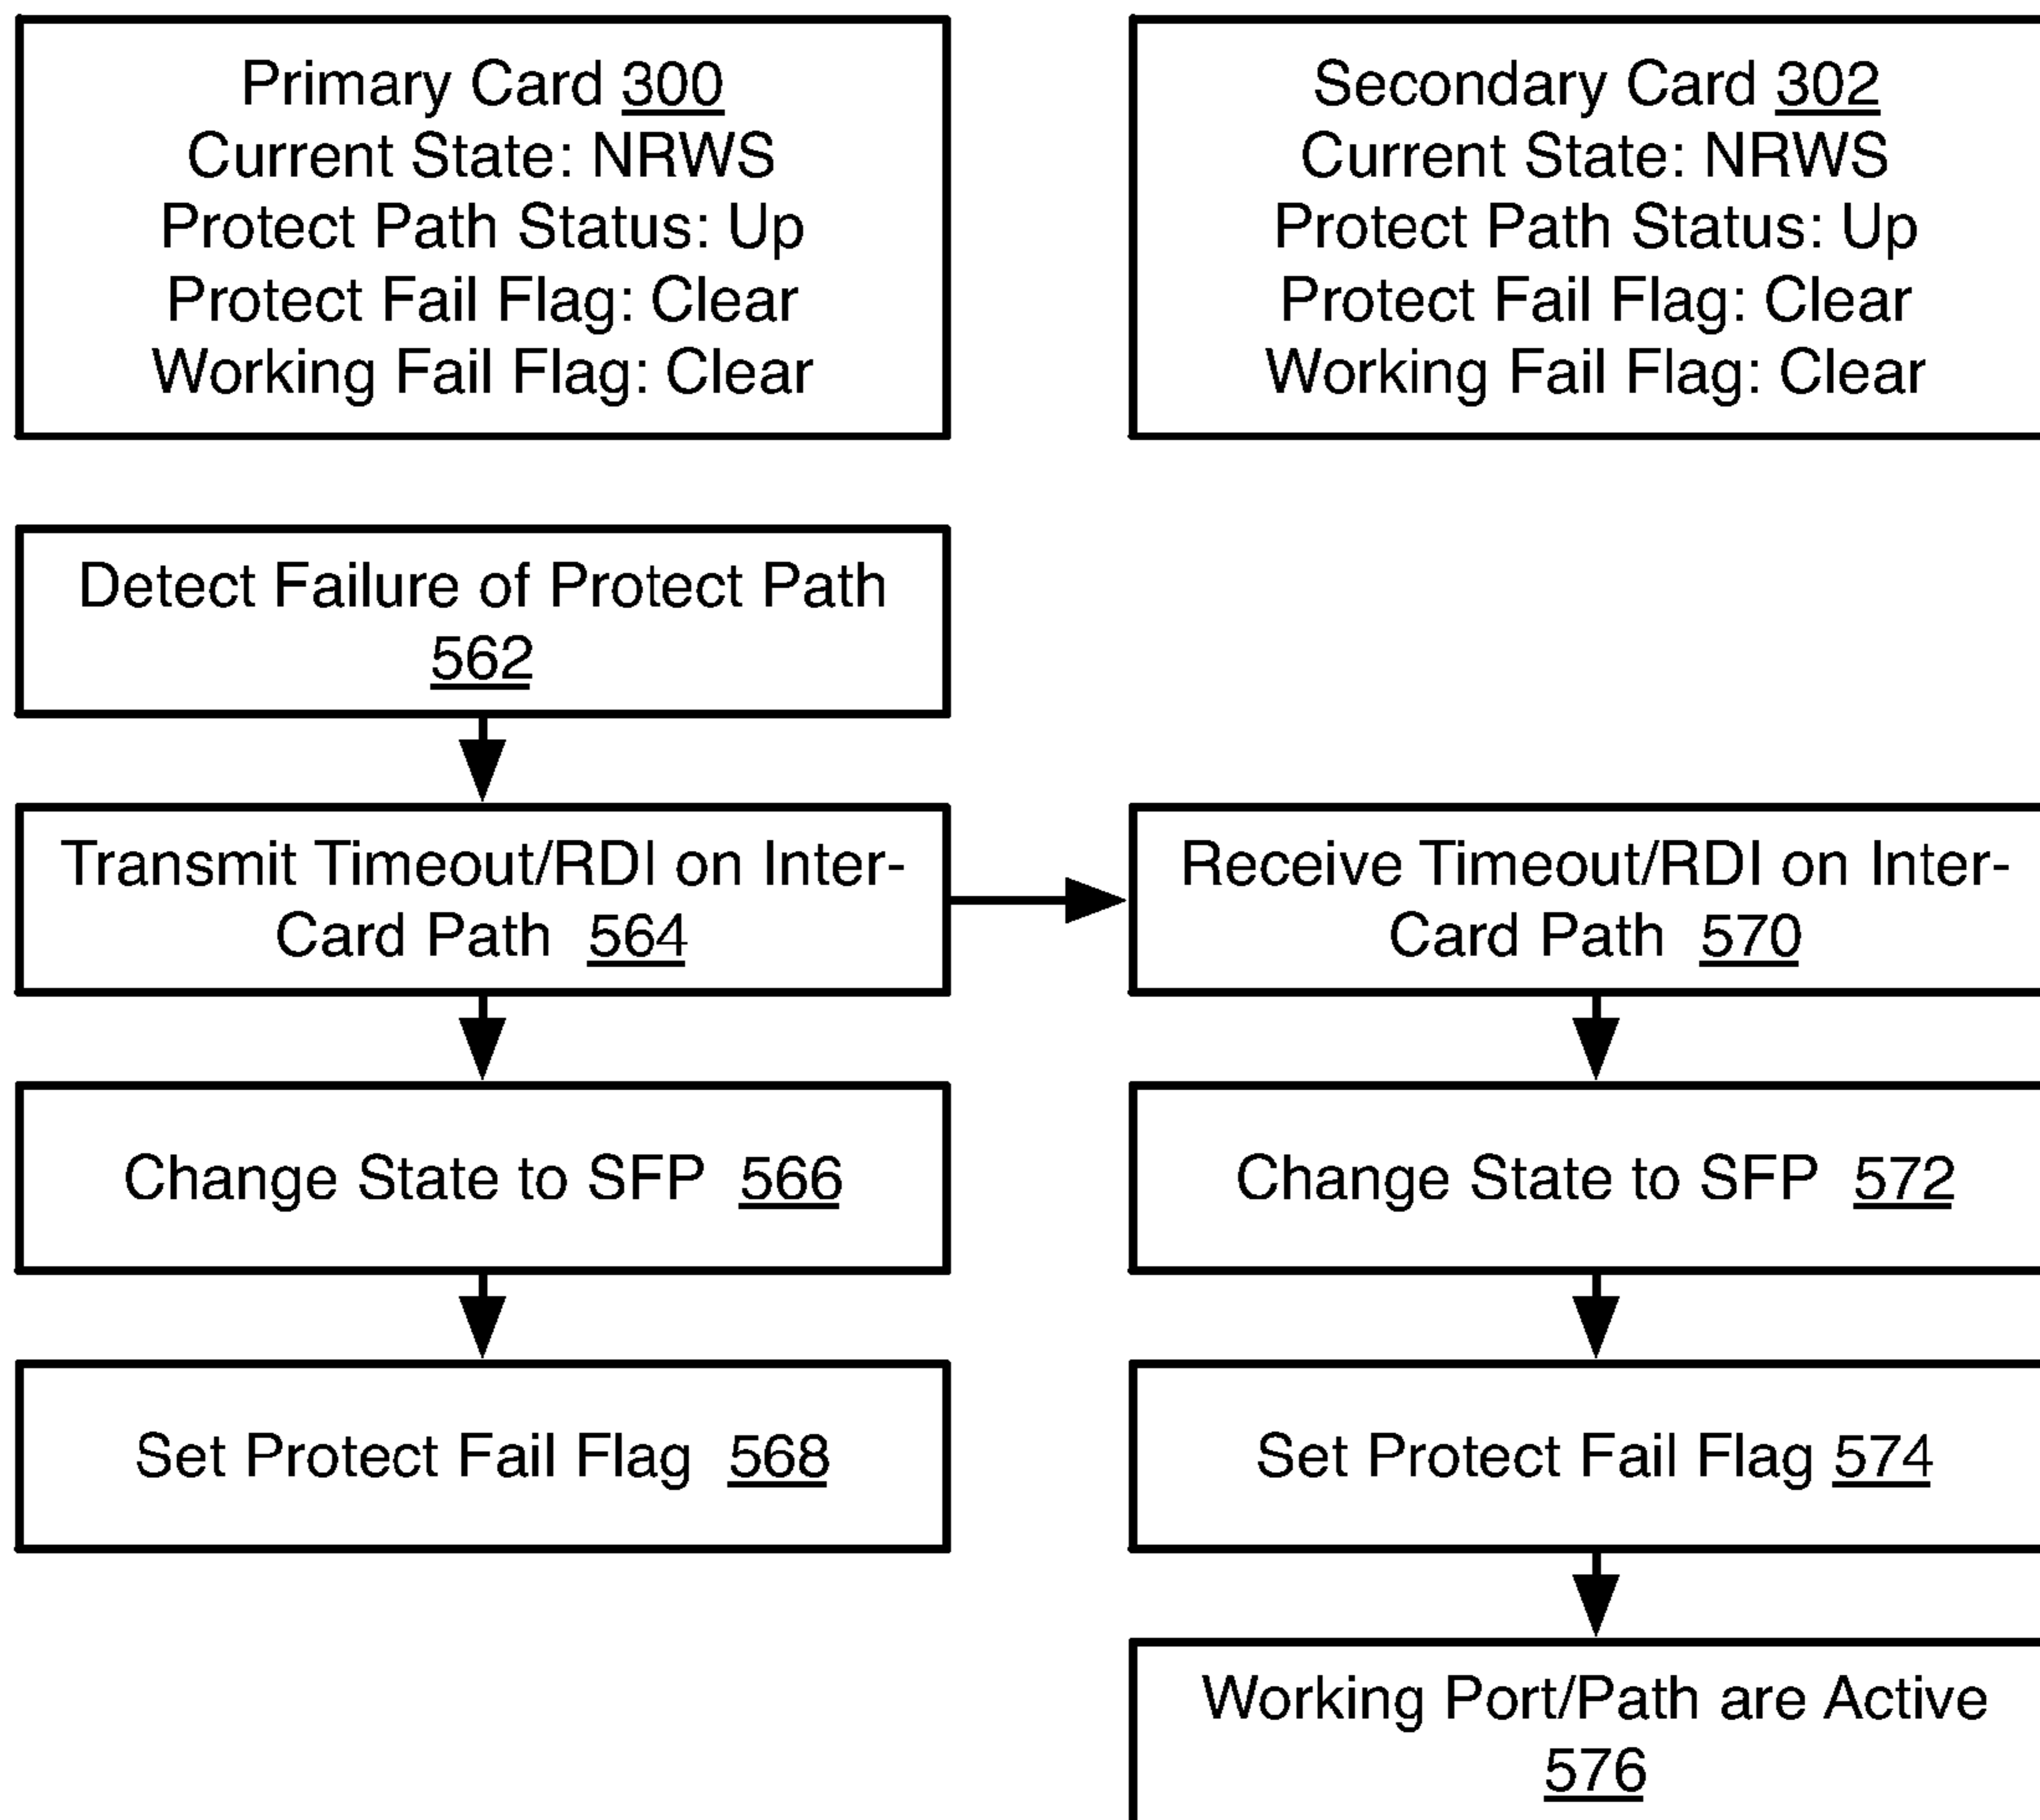 Primary Card 300
Current State: NRWS
Protect Path Status: Up
Protect Fail Flag: Clear
Working Fail Flag: Clear
Secondary Card 302
Current State: NRWS
Protect Path Status: Up
Protect Fail Flag: Clear
Working Fail Flag: Clear
Detect Failure of Protect Path
562
Transmit Timeout/RDI on Inter-
Card Path 564
Receive Timeout/RDI on Inter-
Card Path 570
Change State to SFP 566
Change State to SFP 572
Set Protect Fail Flag 568
Set Protect Fail Flag 574
Working Port/Path are Active
576